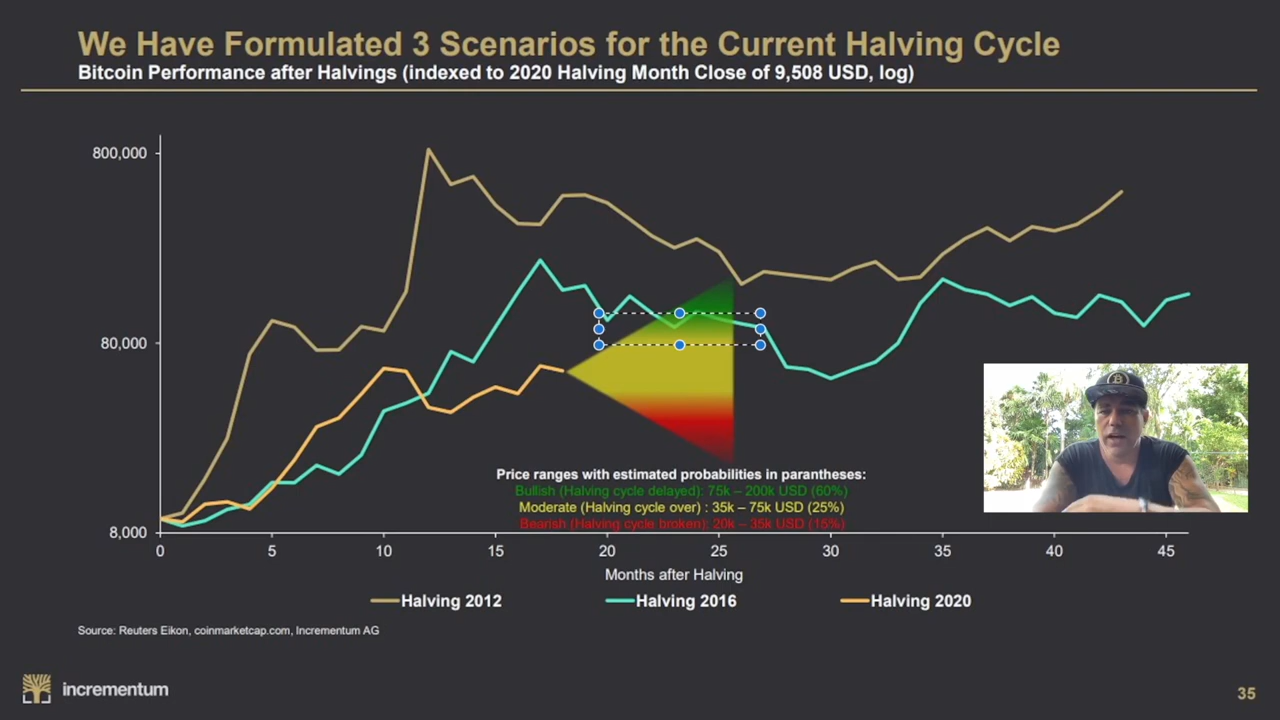 We Have Formulated 3 Scenarios for the Current Halving Cycle
Bitcoin Performance after Halvings (indexed to 2020 Halving Month Close of 9,508 USD, log)
800,000
80,000
8,000
Price ranges with estimated probabilities in parantheses:
Bullish (Halving cycle delayed): 75k – 200k USD (60%)
Moderate (Halving cycle over) : 35k – 75k USD (25%)
Bearish (Halving cycle broken): 20k – 35k USD (15%)
0 5 10 15 20 25 30 35 40 45
Months after Halving
Halving 2012 Halving 2016 Halving 2020
Source: Reuters Eikon, coinmarketcap.com, Incrementum AG
incrementum
35